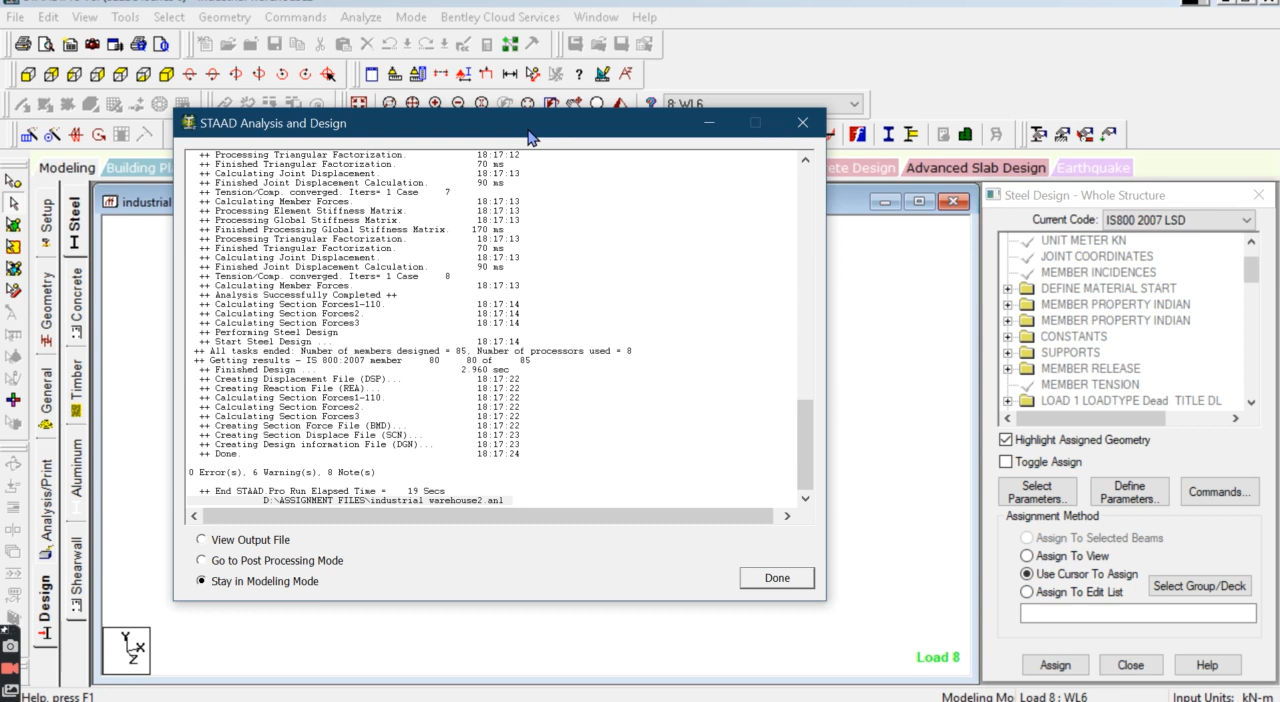 File Edit View Tools Select Geometry Commands Analyze Mode Bentley Cloud Services Window Help
8: WL6
STAAD Analysis and Design
Modeling
Building
ete Design
Advanced Slab Design
Earthquake
Setup
Geometry
General
Analysis/Print
Design
Steel
Concrete
Timber
Aluminum
Shearwall
industrial
++ Processing Triangular Factorization. 18:17:12
++ Finished Triangular Factorization. 70 ms
++ Calculating Joint Displacement. 18:17:13
++ Finished Joint Displacement Calculation. 90 ms
++ Tension/Comp. converged. Iters= 1 Case 7
++ Calculating Member Forces. 18:17:13
++ Processing Element Stiffness Matrix. 18:17:13
++ Processing Global Stiffness Matrix. 18:17:13
++ Finished Processing Global Stiffness Matrix. 170 ms
++ Processing Triangular Factorization. 18:17:13
++ Finished Triangular Factorization. 70 ms
++ Calculating Joint Displacement. 18:17:13
++ Finished Joint Displacement Calculation. 90 ms
++ Tension/Comp. converged. Iters= 1 Case 8
++ Calculating Member Forces. 18:17:13
++ Analysis Successfully Completed ++
++ Calculating Section Forces1-110. 18:17:14
++ Calculating Section Forces2. 18:17:14
++ Calculating Section Forces3 18:17:14
++ Performing Steel Design
++ Start Steel Design ... 18:17:14
++ All tasks ended: Number of members designed = 85, Number of processors used = 8
++ Getting results - IS 800:2007 member 80 80 of 85
++ Finished Design ... 2.960 sec
++ Creating Displacement File (DSP)... 18:17:22
++ Creating Reaction File (REA)... 18:17:22
++ Calculating Section Forces1-110. 18:17:22
++ Calculating Section Forces2. 18:17:22
++ Calculating Section Forces3 18:17:22
++ Creating Section Force File (BMD)... 18:17:22
++ Creating Section Displace File (SCN)... 18:17:23
++ Creating Design information File (DGN)... 18:17:23
++ Done. 18:17:24
0 Error(s), 6 Warning(s), 8 Note(s)
++ End STAAD.Pro Run Elapsed Time = 19 Secs
D:\ASSIGNMENT FILES\industrial warehouse2.anl
View Output File
Go to Post Processing Mode
Stay in Modeling Mode
Done
Y
X
Z
Load 8
Steel Design - Whole Structure
Current Code: IS800 2007 LSD
UNIT METER KN
JOINT COORDINATES
MEMBER INCIDENCES
DEFINE MATERIAL START
MEMBER PROPERTY INDIAN
MEMBER PROPERTY INDIAN
CONSTANTS
SUPPORTS
MEMBER RELEASE
MEMBER TENSION
LOAD 1 LOADTYPE Dead TITLE DL
Highlight Assigned Geometry
Toggle Assign
Select Parameters..
Define Parameters..
Commands...
Assignment Method
Assign To Selected Beams
Assign To View
Use Cursor To Assign
Assign To Edit List
Select Group/Deck
Assign
Close
Help
Help, press F1
Modeling Mo
Load 8 : WL6
Input Units: kN-m